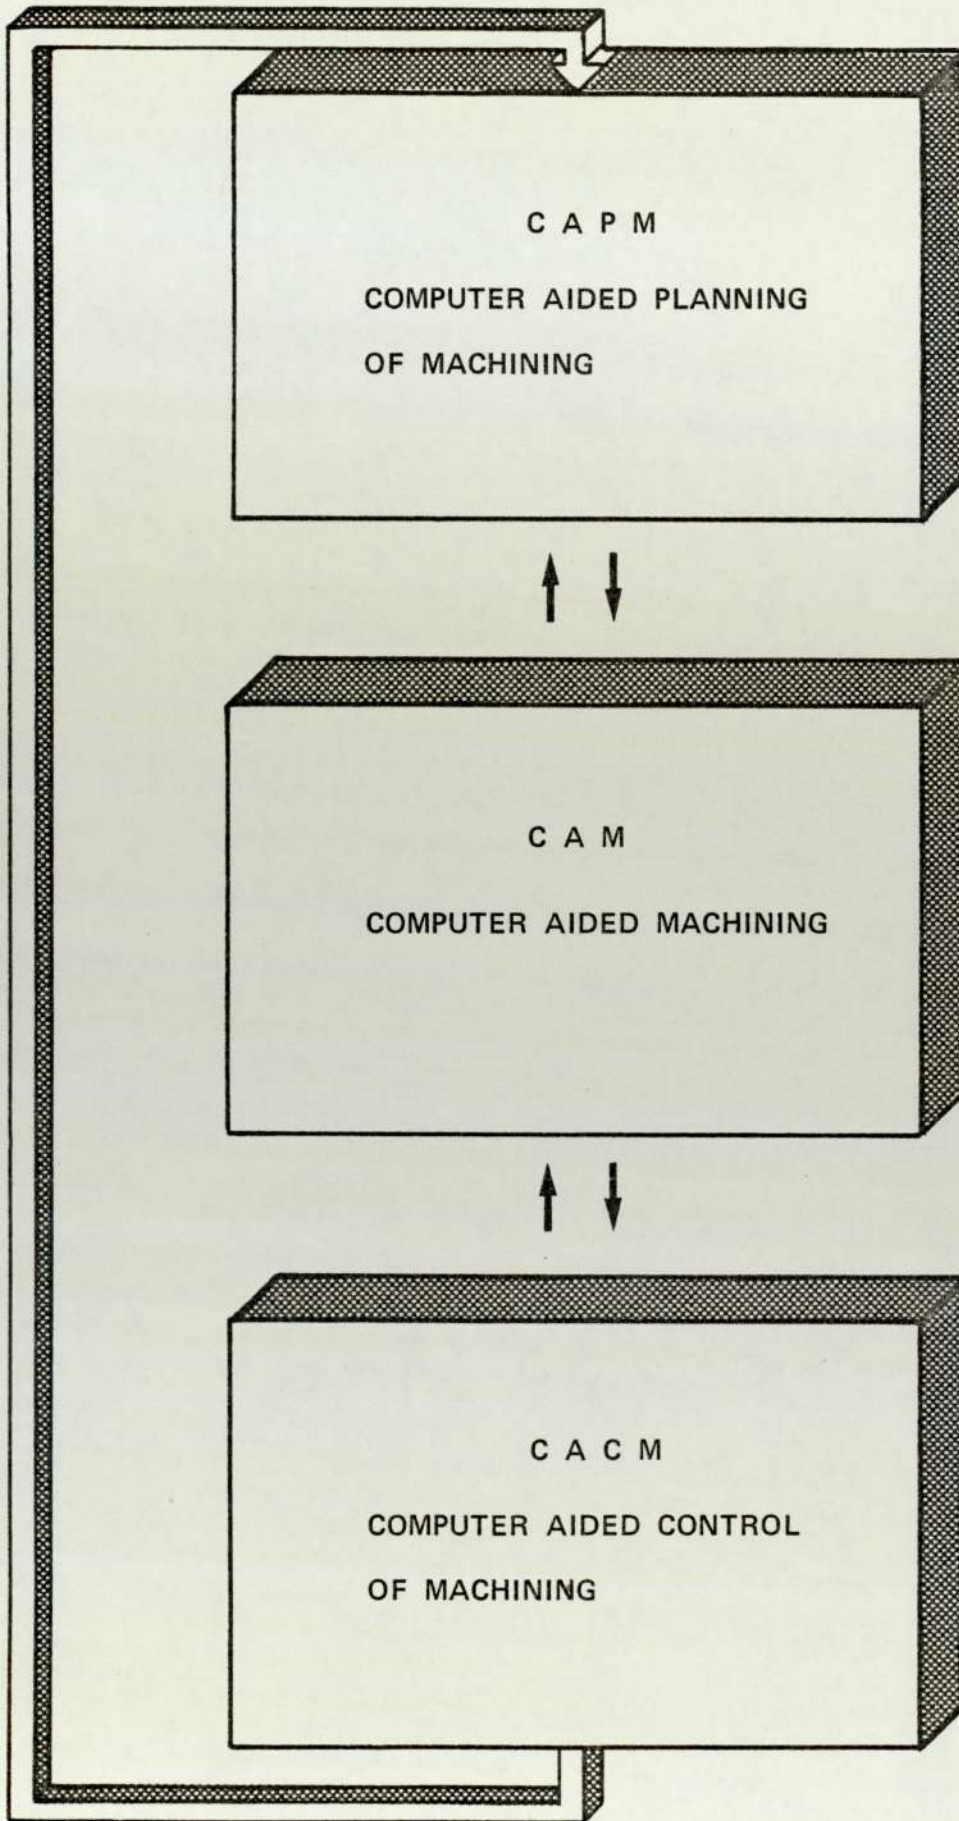 C A P M
COMPUTER AIDED PLANNING
OF MACHINING
C A M
COMPUTER AIDED MACHINING
C A C M
COMPUTER AIDED CONTROL
OF MACHINING